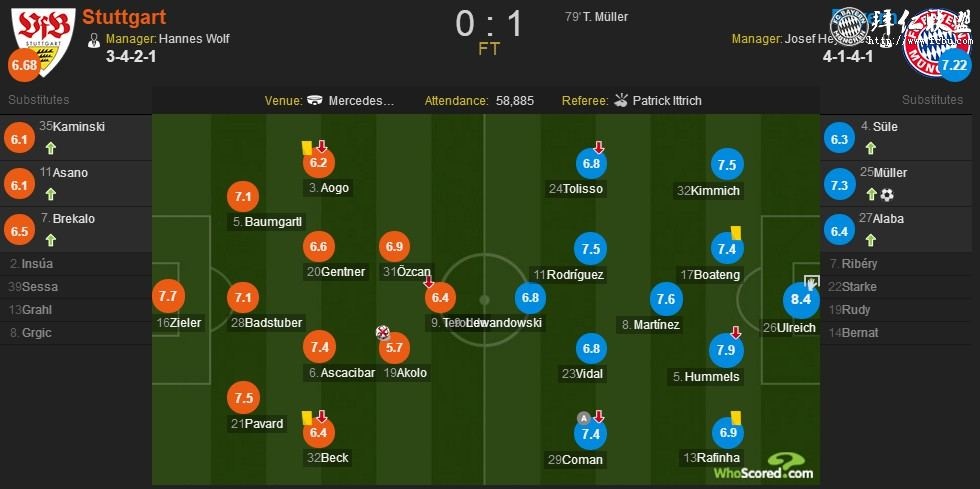 Stuttgart
Manager: Hannes Wolf
3-4-2-1
6.68
0 : 1
FT
79' T. Müller
Manager: Josef
4-1-4-1
7.22
拜仁联盟
Substitutes
Venue: Mercedes... Attendance: 58,885 Referee: Patrick Ittrich
Substitutes
6.1 35 Kaminski
6.1 11 Asano
6.5 7. Brekalo
2. Insúa
39 Sessa
13 Grahl
8. Grgic
7.7
16 Zieler
7.1
5. Baumgartl
7.1
28 Badstuber
7.5
21 Pavard
6.2
3. Aogo
6.6
20 Gentner
7.4
6. Ascacibar
6.4
32 Beck
6.9
31 Özcan
5.7
19 Akolo
6.4
9. Terodde
6.8
9. Lewandowski
6.8
24 Tolisso
7.5
11 Rodríguez
6.8
23 Vidal
A
7.4
29 Coman
7.6
8. Martínez
7.5
32 Kimmich
7.4
17 Boateng
7.9
5. Hummels
6.9
13 Rafinha
8.4
26 Ulreich
6.3 4. Süle
7.3 25 Müller
6.4 27 Alaba
7. Ribéry
22 Starke
19 Rudy
14 Bernat
WhoScored.com